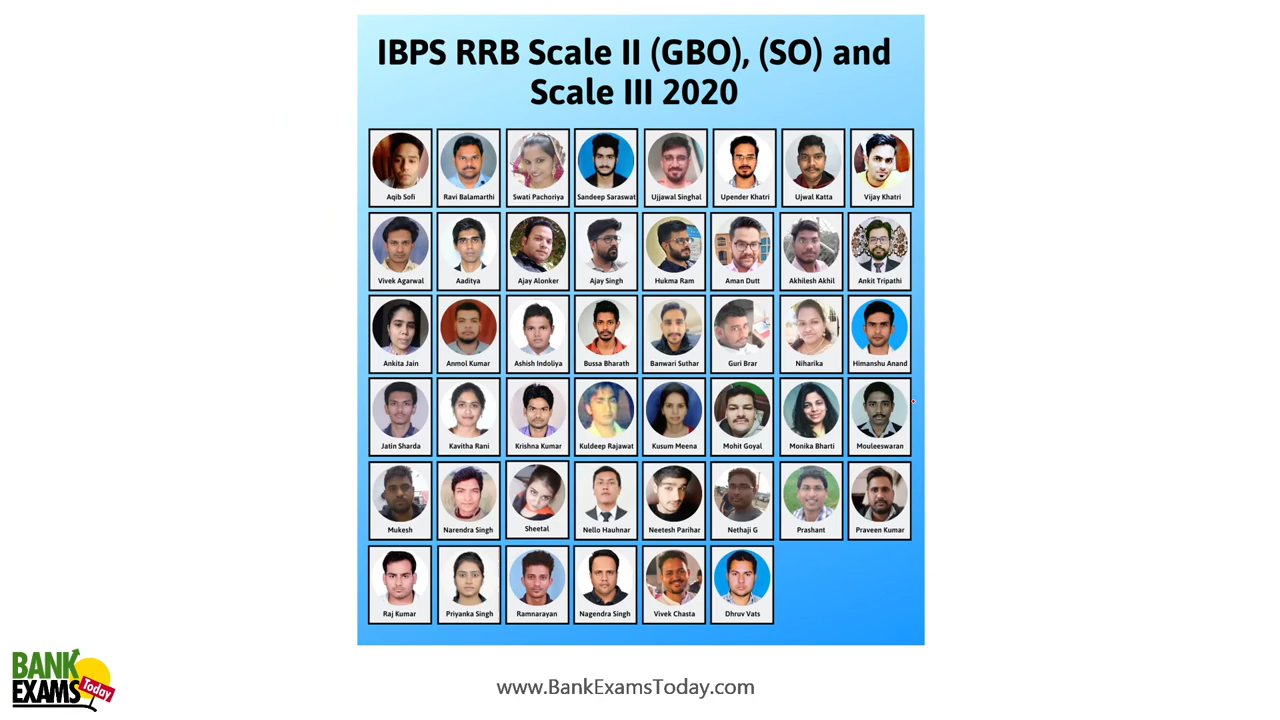 IBPS RRB Scale II (GBO), (SO) and
Scale III 2020
Aqib Sofi
Ravi Balamarthi
Swati Pachoriya
Sandeep Saraswat
Ujjawal Singhal
Upender Khatri
Ujwal Katta
Vijay Khatri
Vivek Agarwal
Aaditya
Ajay Alonker
Ajay Singh
Hukma Ram
Aman Dutt
Akhilesh Akhil
Ankit Tripathi
Ankita Jain
Anmol Kumar
Ashish Indoliya
Bussa Bharath
Banwari Suthar
Guri Brar
Niharika
Himanshu Anand
Jatin Sharda
Kavitha Rani
Krishna Kumar
Kuldeep Rajawat
Kusum Meena
Mohit Goyal
Monika Bharti
Mouleeswaran
Mukesh
Narendra Singh
Sheetal
Nello Hauhnar
Neetesh Parihar
Nethaji G
Prashant
Praveen Kumar
Raj Kumar
Priyanka Singh
Ramnarayan
Nagendra Singh
Vivek Chasta
Dhruv Vats
BANK
EXAMS
Today
www.BankExamsToday.com